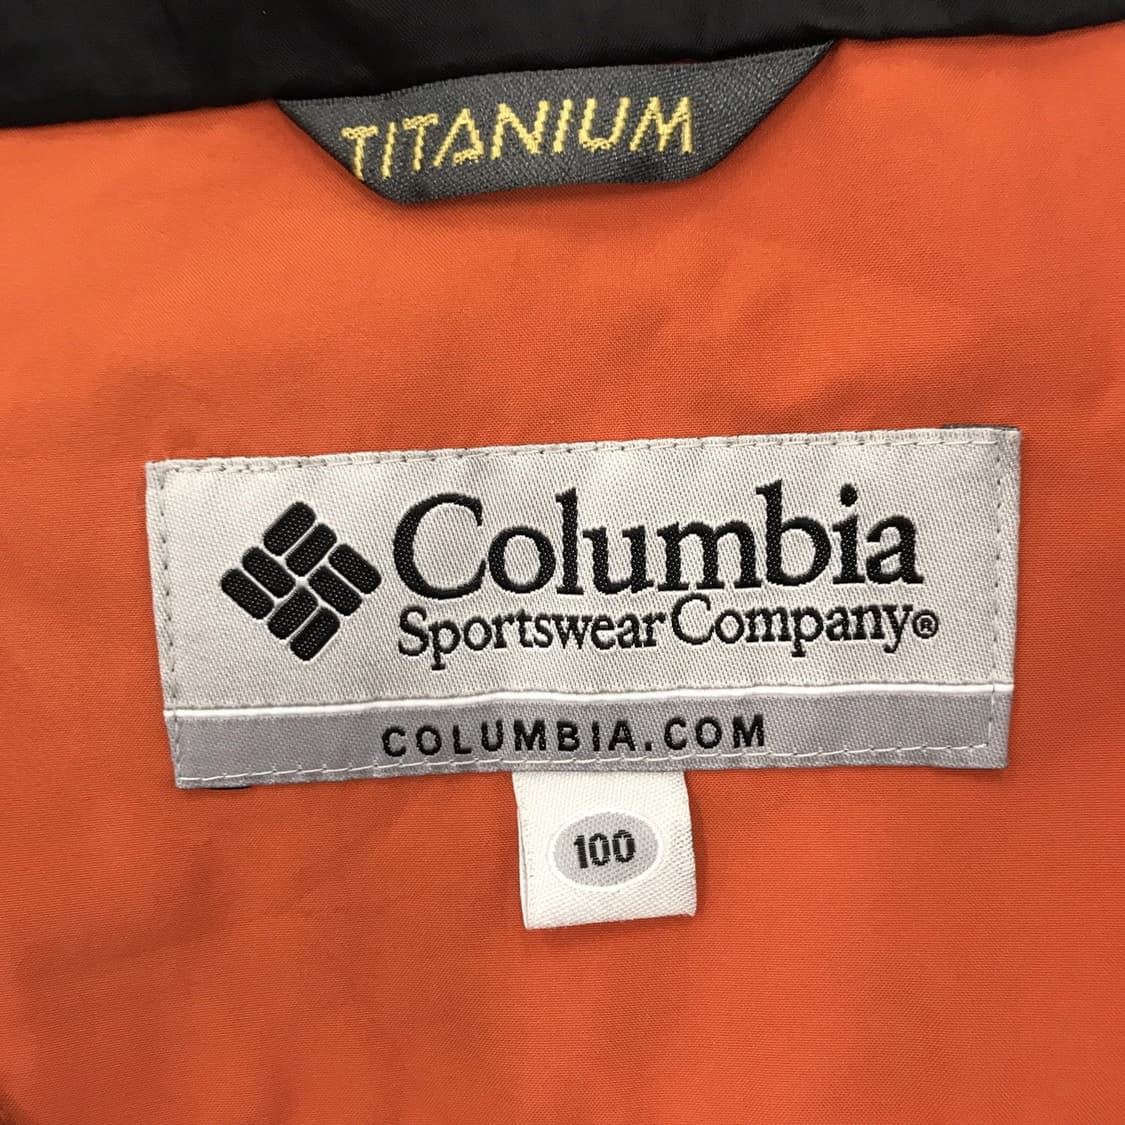 TITANIUM
Columbia
Sportswear Company®
COLUMBIA.COM
100